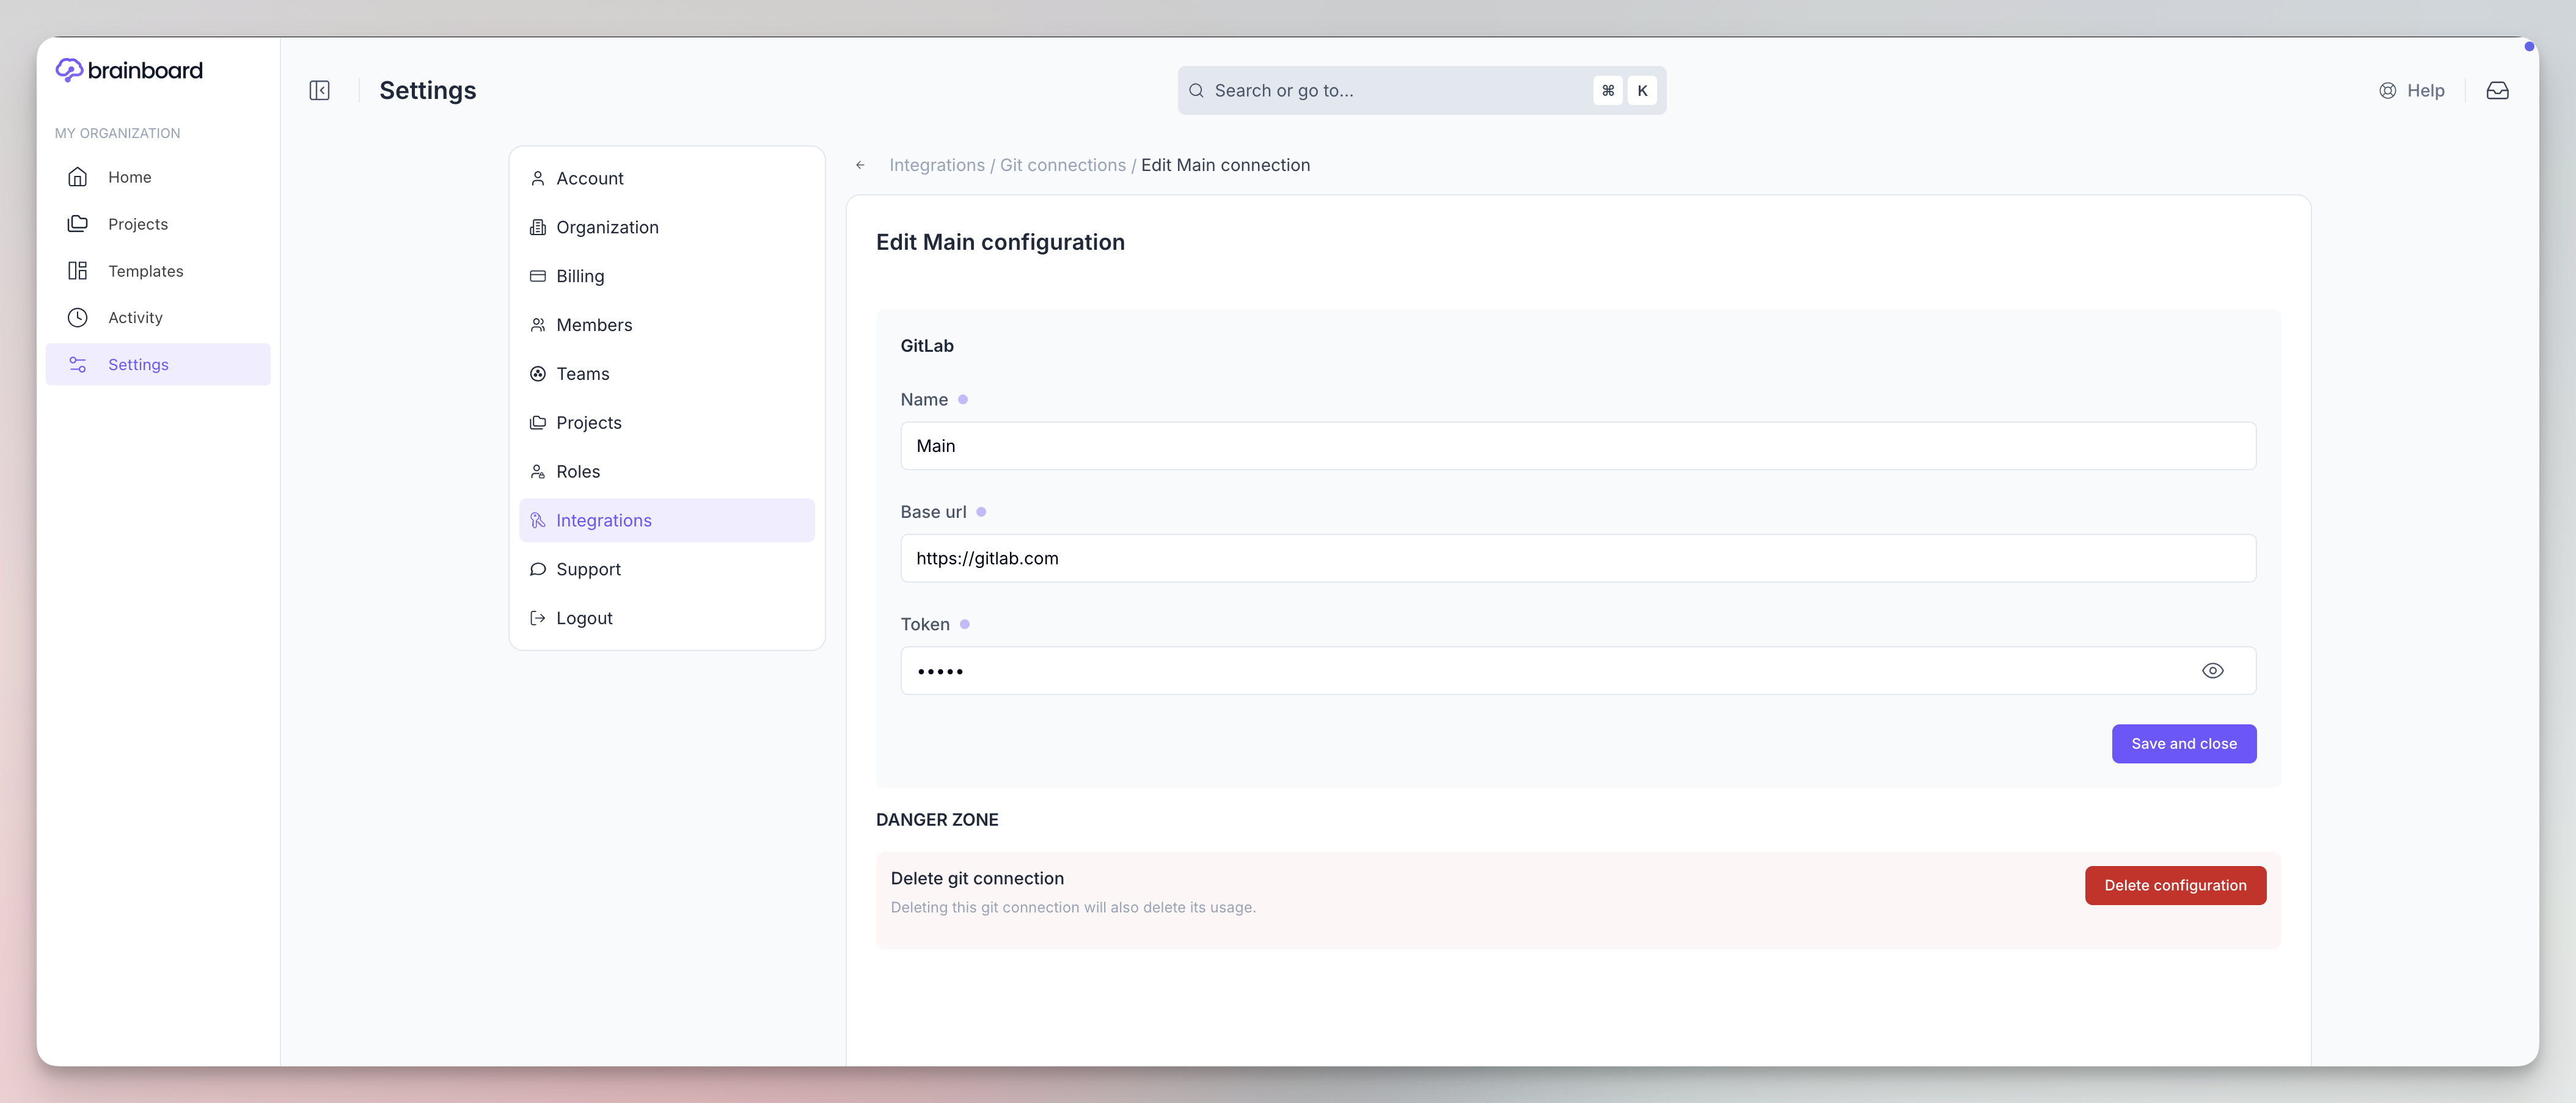 brainboard
MY ORGANIZATION
Home
Projects
Templates
Activity
Settings
Settings
Search or go to...
⌘ K
Help
Account
Organization
Billing
Members
Teams
Projects
Roles
Integrations
Support
Logout
Integrations / Git connections / Edit Main connection
Edit Main configuration
GitLab
Name
Main
Base url
https://gitlab.com
Token
•••••
Save and close
DANGER ZONE
Delete git connection
Deleting this git connection will also delete its usage.
Delete configuration